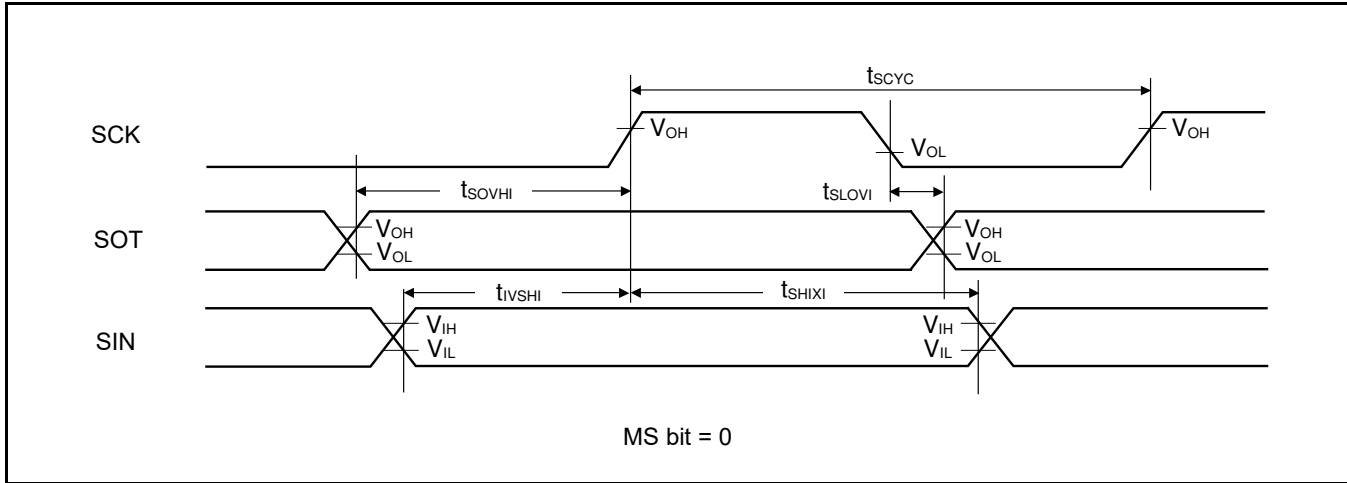 tSCYC
SCK
VOH
VOL
VOH
tSOVHI
tSLOVI
SOT
VOH
VOL
VOH
VOL
tIVSHI
tSHIXI
SIN
VIH
VIL
VIH
VIL
MS bit = 0